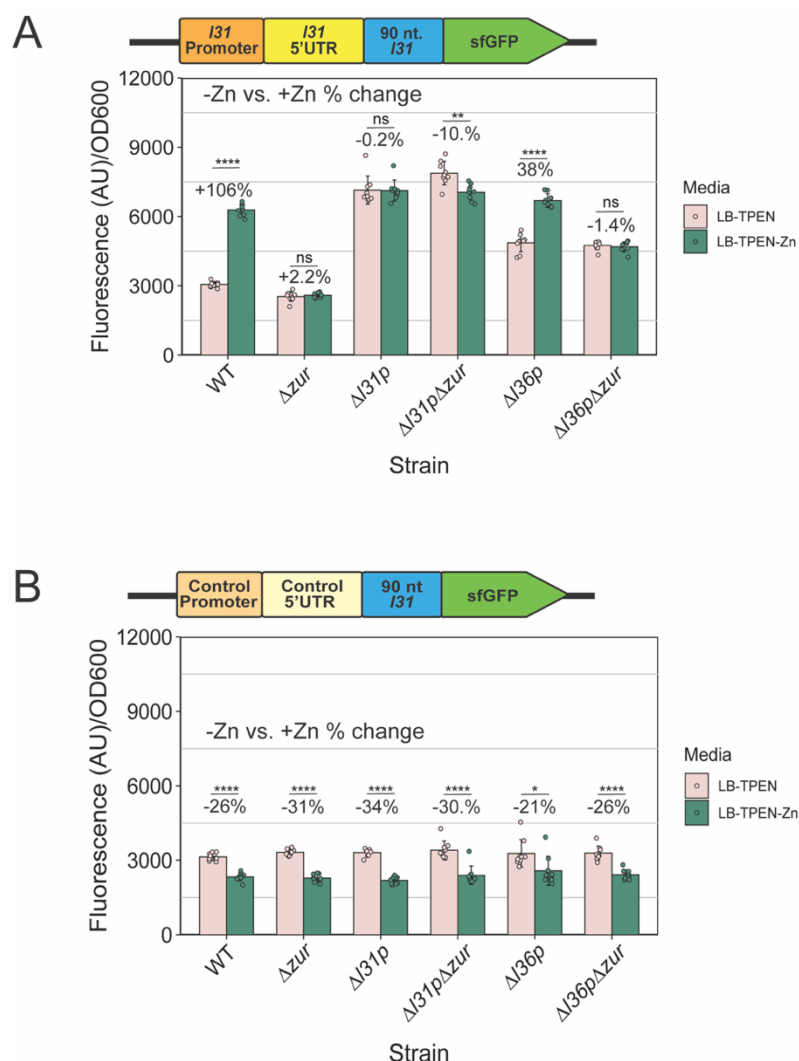 A
l31
Promoter
l31
5'UTR
90 nt.
l31
sfGFP
-Zn vs. +Zn % change
12000
9000
6000
3000
0
Fluorescence (AU)/OD600
****
+106%
ns
+2.2%
ns
-0.2%
**
-10.%
****
38%
ns
-1.4%
WT
Δzur
Δl31p
Δl31pΔzur
Δl36p
Δl36pΔzur
Strain
Media
LB-TPEN
LB-TPEN-Zn
B
Control
Promoter
Control
5'UTR
90 nt
l31
sfGFP
12000
9000
6000
3000
0
Fluorescence (AU)/OD600
-Zn vs. +Zn % change
****
-26%
****
-31%
****
-34%
****
-30.%
*
-21%
****
-26%
WT
Δzur
Δl31p
Δl31pΔzur
Δl36p
Δl36pΔzur
Strain
Media
LB-TPEN
LB-TPEN-Zn